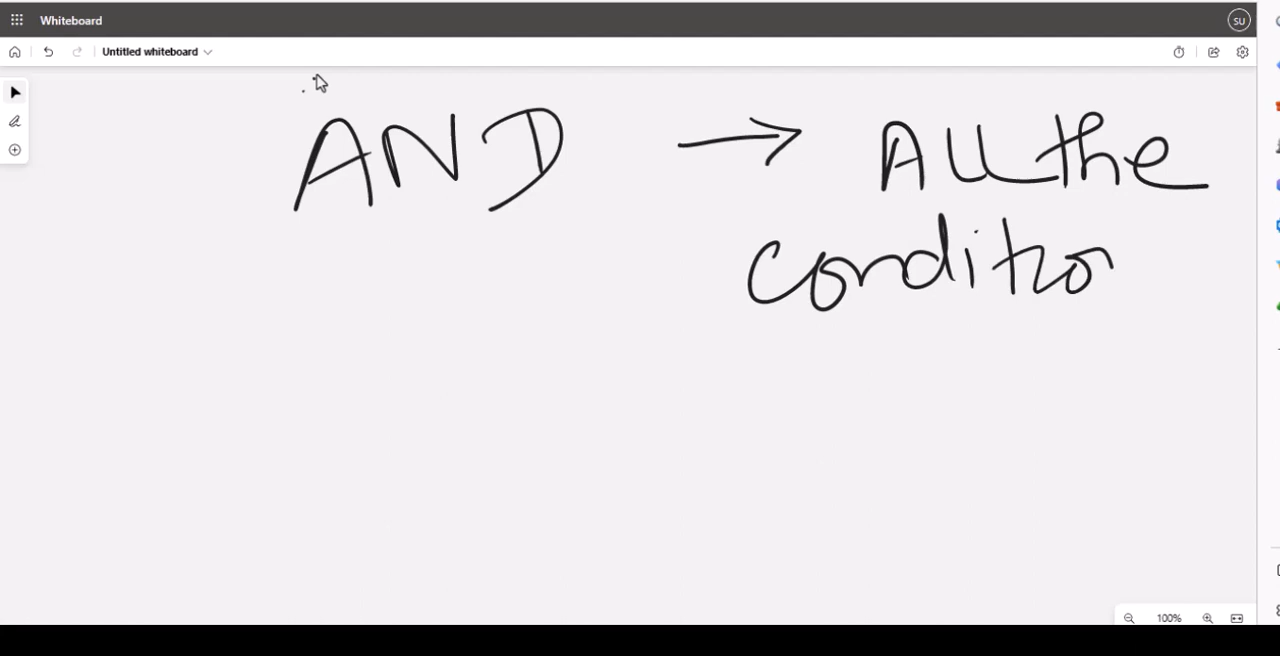 Whiteboard
SU
Untitled whiteboard
AND → All the
conditio
100%